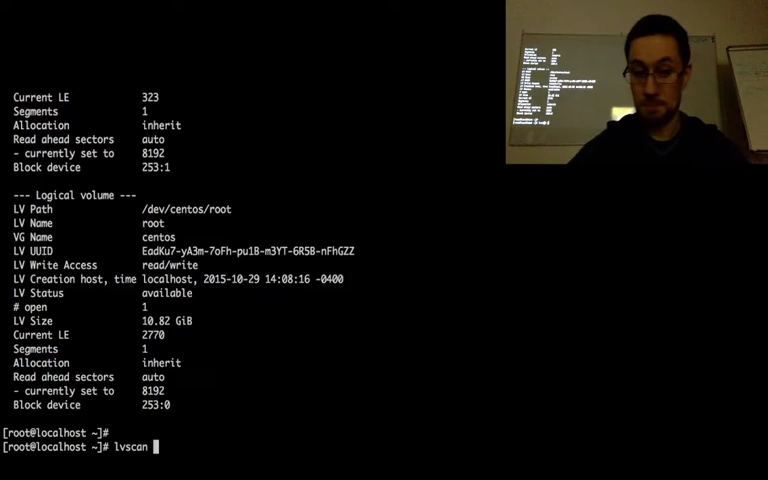 Current LE 323
Segments 1
Allocation inherit
Read ahead sectors auto
- currently set to 8192
Block device 253:1
--- Logical volume ---
LV Path /dev/centos/root
LV Name root
VG Name centos
LV UUID EadKu7-yA3m-7oFh-pu1B-m3YT-6R5B-nFhGZZ
LV Write Access read/write
LV Creation host, time localhost, 2015-10-29 14:08:16 -0400
LV Status available
# open 1
LV Size 10.82 GiB
Current LE 2770
Segments 1
Allocation inherit
Read ahead sectors auto
- currently set to 8192
Block device 253:0
[root@localhost ~]#
[root@localhost ~]# lvscan